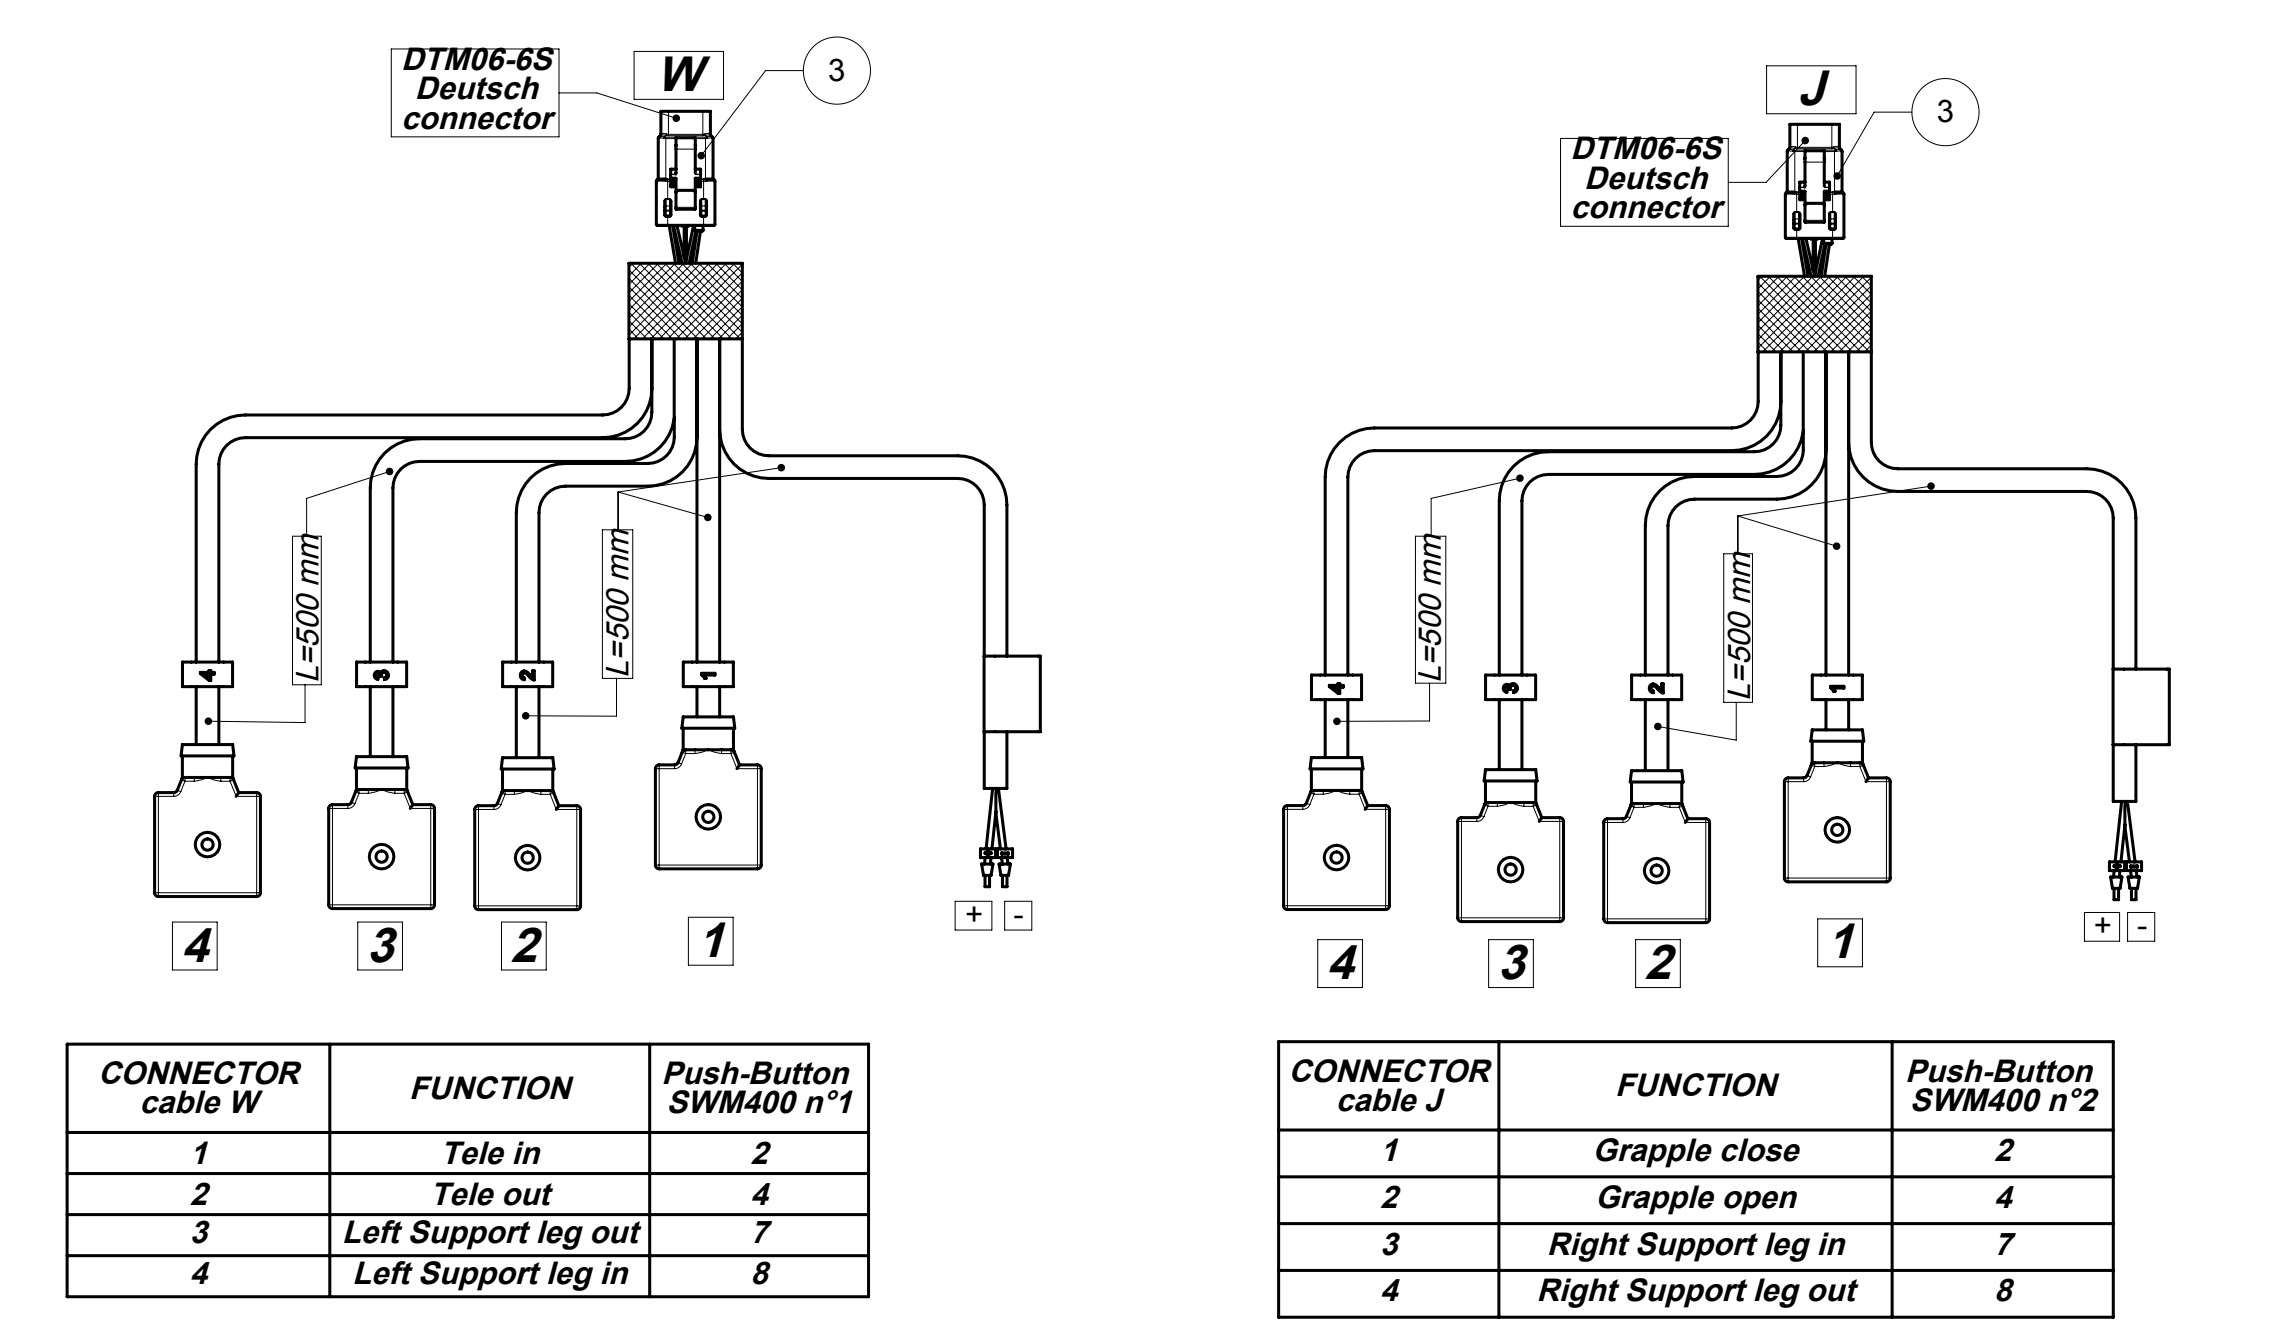 DTM06-6S
Deutsch
connector
W
3
L=500 mm
L=500 mm
4
3
2
1
4
3
2
1
+
-
CONNECTOR cable W
FUNCTION
Push-Button SWM400 n°1
1 Tele in 2
2 Tele out 4
3 Left Support leg out 7
4 Left Support leg in 8
J
3
DTM06-6S
Deutsch
connector
L=500 mm
L=500 mm
4
3
2
1
4
3
2
1
+
-
CONNECTOR cable J
FUNCTION
Push-Button SWM400 n°2
1 Grapple close 2
2 Grapple open 4
3 Right Support leg in 7
4 Right Support leg out 8